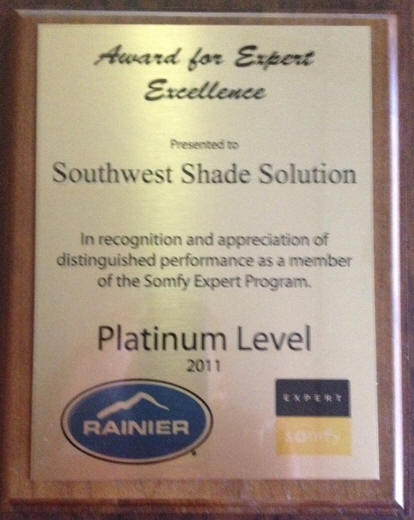 Award for Expert
Excellence
Presented to
Southwest Shade Solution
In recognition and appreciation of
distinguished performance as a member
of the Somfy Expert Program.
Platinum Level
2011
RAINIER
EXPERT
somfy